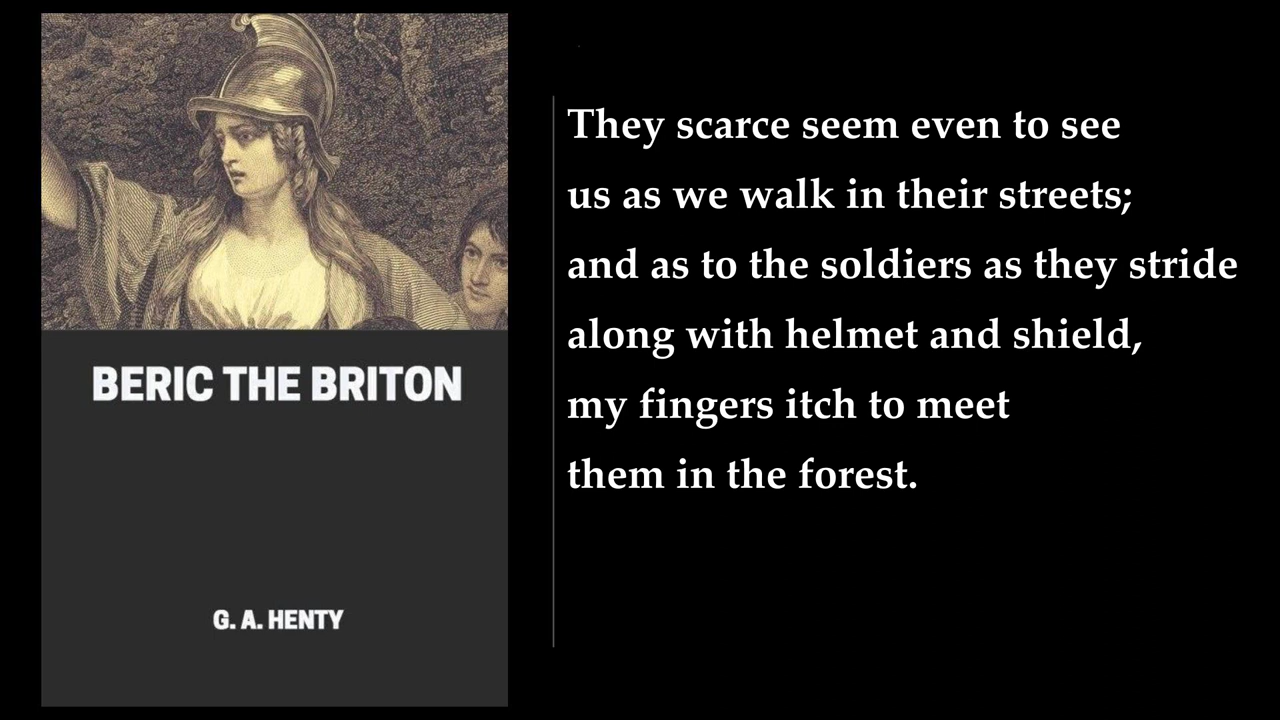 BERIC THE BRITON
G. A. HENTY
They scarce seem even to see
us as we walk in their streets;
and as to the soldiers as they stride
along with helmet and shield,
my fingers itch to meet
them in the forest.